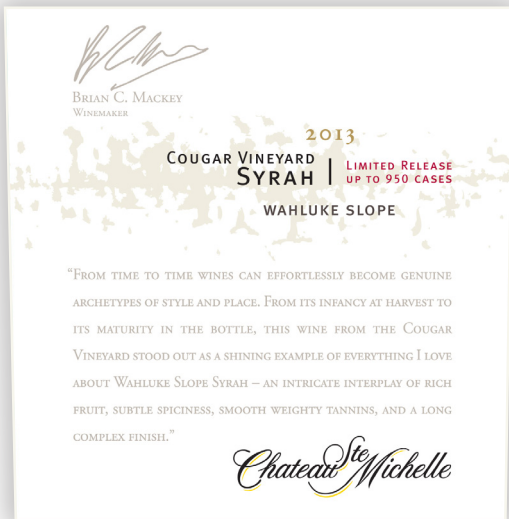 Brian C. Mackey
Winemaker
2013
Cougar Vineyard
Syrah | Limited Release
up to 950 cases
Wahluke Slope
“From time to time wines can effortlessly become genuine
archetypes of style and place. From its infancy at harvest to
its maturity in the bottle, this wine from the Cougar
Vineyard stood out as a shining example of everything I love
about Wahluke Slope Syrah – an intricate interplay of rich
fruit, subtle spiciness, smooth weighty tannins, and a long
complex finish.”
Chateau Ste Michelle